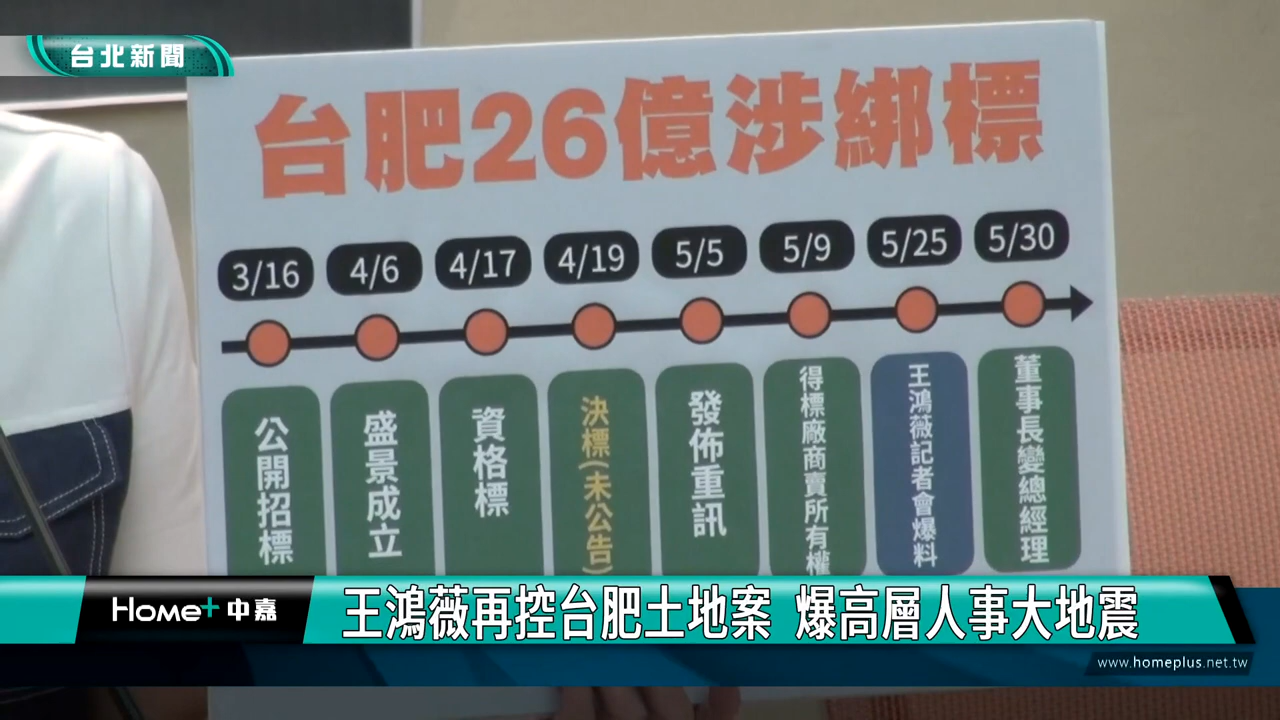 台北新聞
台肥26億涉綁標
3/16
4/6
4/17
4/19
5/5
5/9
5/25
5/30
公開招標
盛景成立
資格標
決標(未公告)
發佈重訊
得標廠商賣所有權
王鴻薇記者會爆料
董事長變總經理
Home+中嘉
王鴻薇再控台肥土地案 爆高層人事大地震
www.homeplus.net.tw